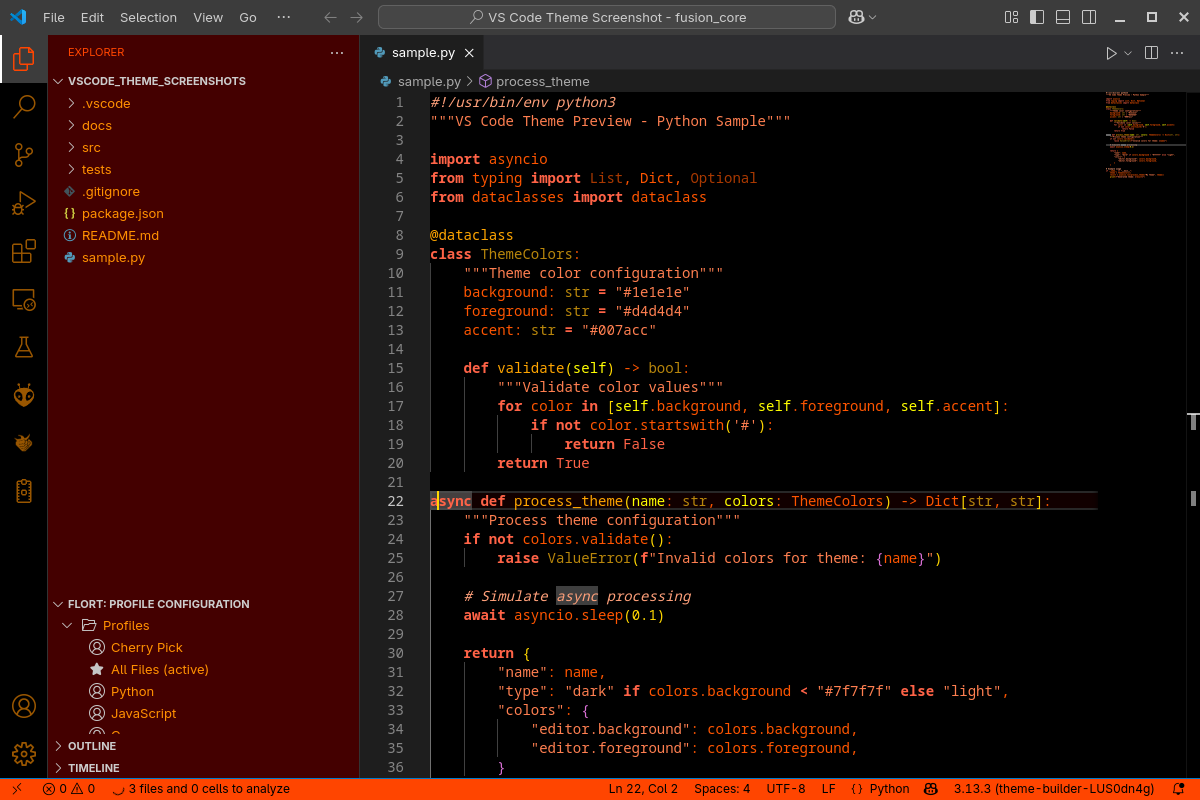 File Edit Selection View Go ···
VS Code Theme Screenshot - fusion_core
EXPLORER
VSCODE_THEME_SCREENSHOTS
.vscode
docs
src
tests
.gitignore
package.json
README.md
sample.py
FLORT: PROFILE CONFIGURATION
Profiles
Cherry Pick
All Files (active)
Python
JavaScript
OUTLINE
TIMELINE
sample.py
sample.py > process_theme
1 #!/usr/bin/env python3
2 """VS Code Theme Preview - Python Sample"""
3
4 import asyncio
5 from typing import List, Dict, Optional
6 from dataclasses import dataclass
7
8 @dataclass
9 class ThemeColors:
10 """Theme color configuration"""
11 background: str = "#1e1e1e"
12 foreground: str = "#d4d4d4"
13 accent: str = "#007acc"
14
15 def validate(self) -> bool:
16 """Validate color values"""
17 for color in [self.background, self.foreground, self.accent]:
18 if not color.startswith('#'):
19 return False
20 return True
21
22 async def process_theme(name: str, colors: ThemeColors) -> Dict[str, str]:
23 """Process theme configuration"""
24 if not colors.validate():
25 raise ValueError(f"Invalid colors for theme: {name}")
26
27 # Simulate async processing
28 await asyncio.sleep(0.1)
29
30 return {
31 "name": name,
32 "type": "dark" if colors.background < "#7f7f7f" else "light",
33 "colors": {
34 "editor.background": colors.background,
35 "editor.foreground": colors.foreground,
36 }
0 0 3 files and 0 cells to analyze Ln 22, Col 2 Spaces: 4 UTF-8 LF {} Python 3.13.3 (theme-builder-LUS0dn4g)